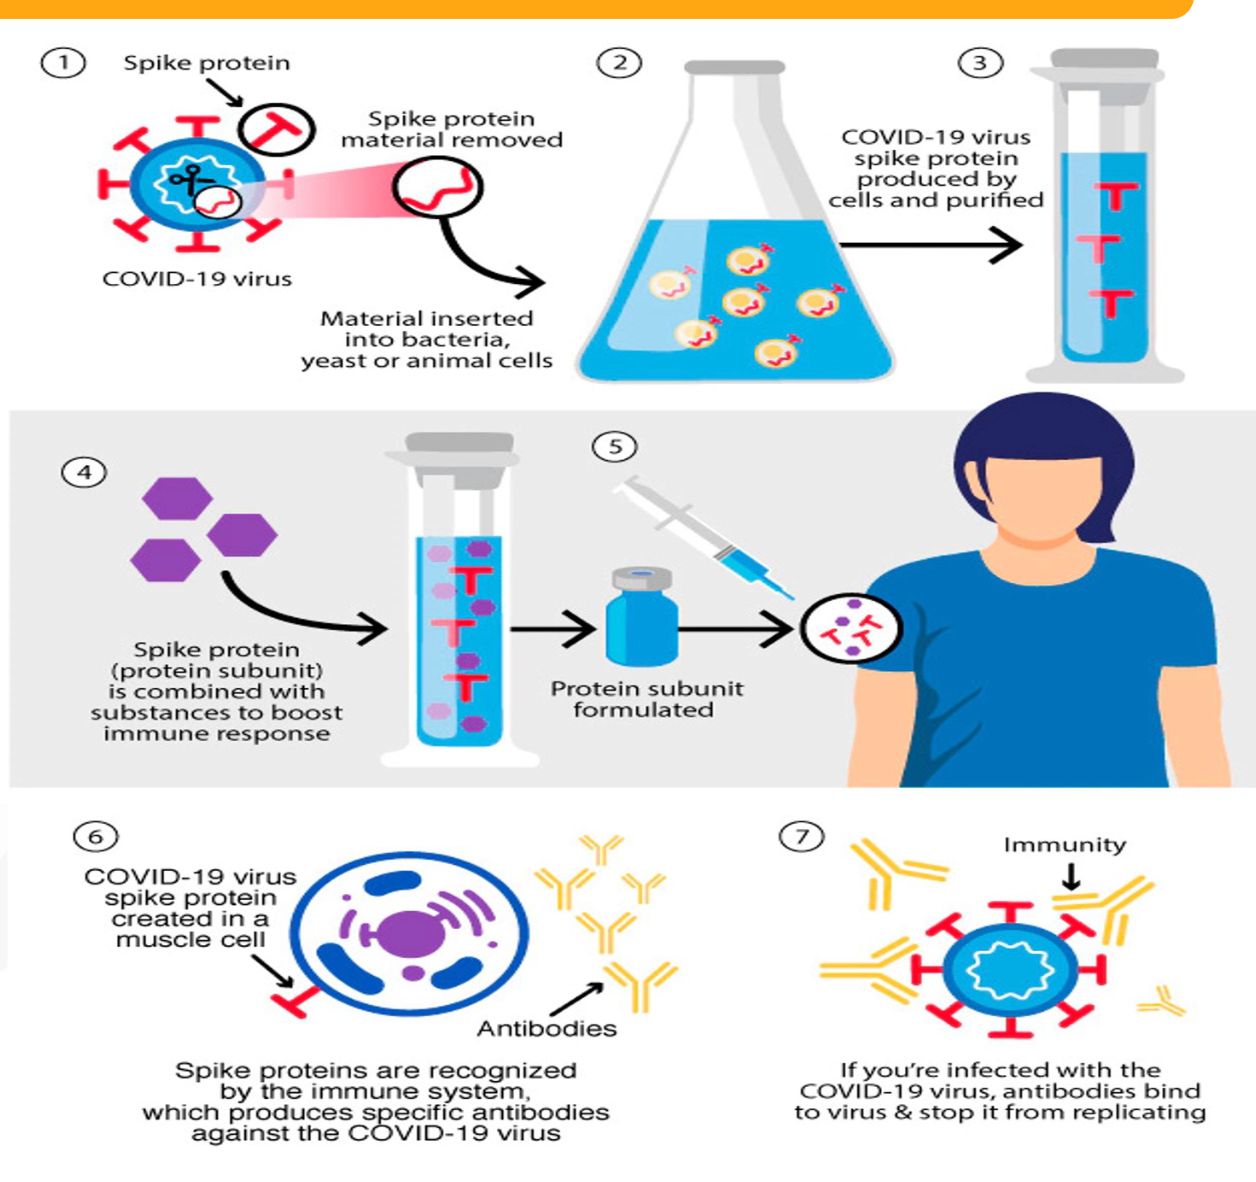 1
Spike protein
Spike protein
material removed
COVID-19 virus
Material inserted
into bacteria,
yeast or animal cells
2
3
COVID-19 virus
spike protein
produced by
cells and purified
4
Spike protein
(protein subunit)
is combined with
substances to boost
immune response
5
Protein subunit
formulated
6
COVID-19 virus
spike protein
created in a
muscle cell
Antibodies
Spike proteins are recognized
by the immune system,
which produces specific antibodies
against the COVID-19 virus
7
Immunity
If you're infected with the
COVID-19 virus, antibodies bind
to virus & stop it from replicating